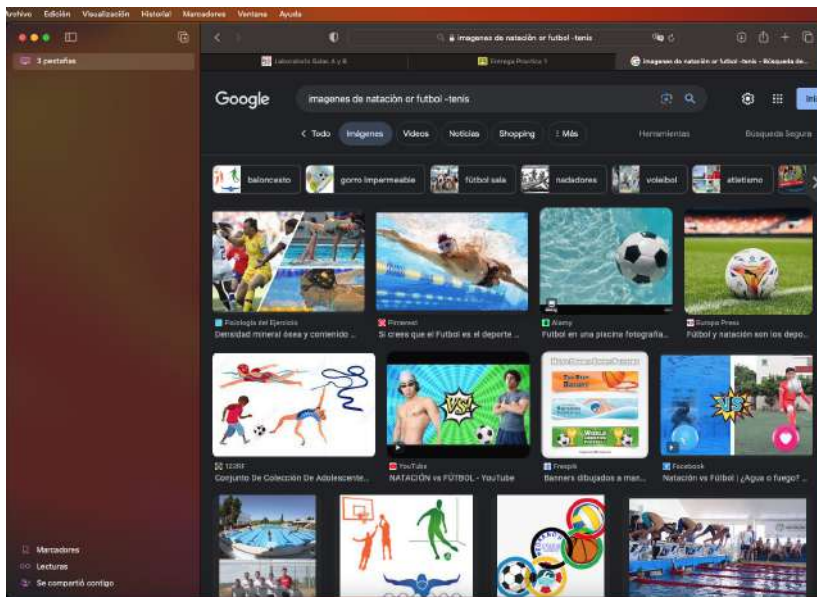 Archivo Edición Visualización Historial Marcadores Ventana Ayuda
imagenes de natación or futbol -tenis
3 pestañas
Laboratorio Salas A y B
Entrega Practica 1
imagenes de natación or futbol -tenis - Búsqueda de...
Google
imagenes de natación or futbol -tenis
Todo Imágenes Videos Noticias Shopping Más Herramientas Búsqueda Segura
baloncesto gorro impermeable fútbol sala nadadores voleibol atletismo
Fisiología del Ejercicio
Densidad mineral ósea y contenido ...
Pinterest
Si crees que el Futbol es el deporte ...
Alamy
Futbol en una piscina fotografía...
Europa Press
Fútbol y natación son los depo...
VS!
VS
123RF
Conjunto De Colección De Adolescente...
YouTube
NATACIÓN vs FÚTBOL - YouTube
Freepik
Banners dibujados a man...
Facebook
Natación vs Fútbol | ¿Agua o fuego? ...
Marcadores
Lecturas
Se compartió contigo